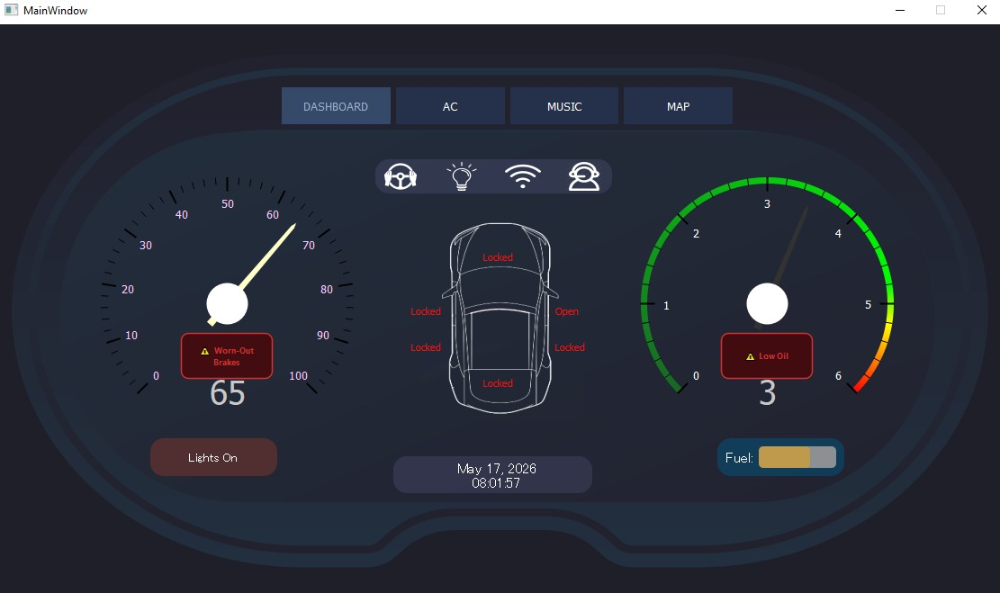 MainWindow
DASHBOARD
AC
MUSIC
MAP
0
10
20
30
40
50
60
70
80
90
100
Worn-Out
Brakes
65
Lights On
Locked
Locked
Open
Locked
Locked
Locked
May 17, 2026
08:01:57
0
1
2
3
4
5
6
Low Oil
3
Fuel: